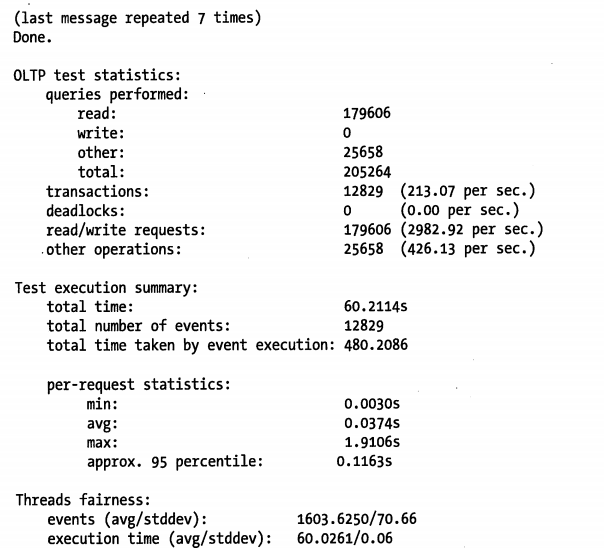 (last message repeated 7 times)
Done.
OLTP test statistics:
queries performed:
read: 179606
write: 0
other: 25658
total: 205264
transactions: 12829 (213.07 per sec.)
deadlocks: 0 (0.00 per sec.)
read/write requests: 179606 (2982.92 per sec.)
other operations: 25658 (426.13 per sec.)
Test execution summary:
total time: 60.2114s
total number of events: 12829
total time taken by event execution: 480.2086
per-request statistics:
min: 0.0030s
avg: 0.0374s
max: 1.9106s
approx. 95 percentile: 0.1163s
Threads fairness:
events (avg/stddev): 1603.6250/70.66
execution time (avg/stddev): 60.0261/0.06